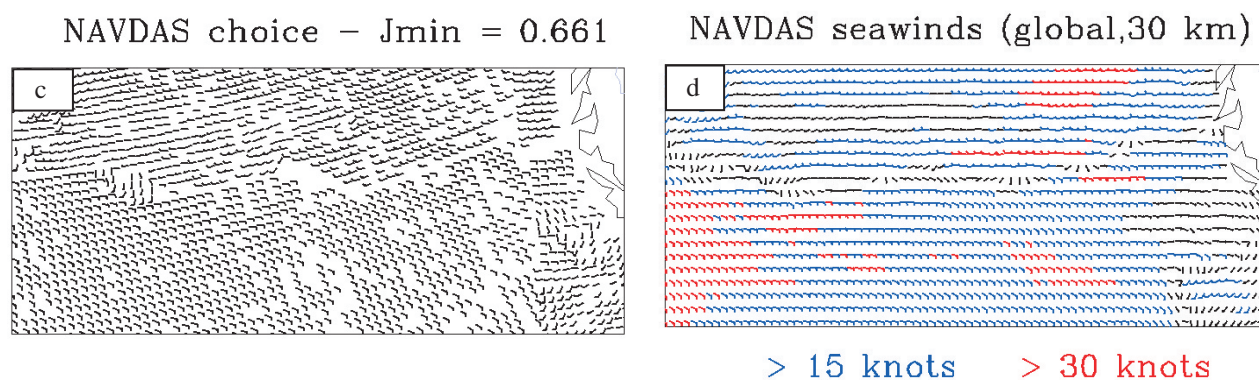 NAVDAS choice – Jmin = 0.661
c
NAVDAS seawinds (global,30 km)
d
> 15 knots > 30 knots